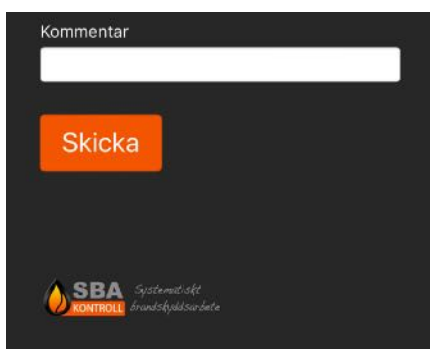 Kommentar
Skicka
SBA
KONTROLL
Systematiskt
brandskyddsarbete